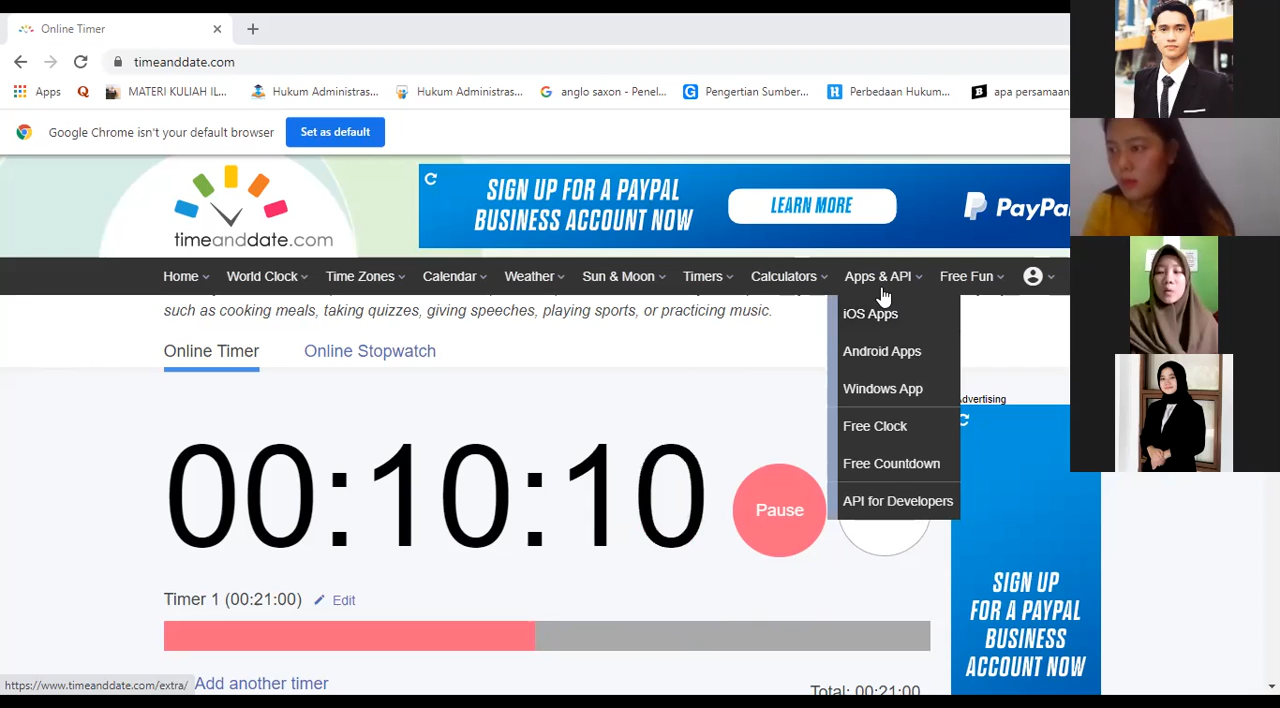 Online Timer
timeanddate.com
Apps
MATERI KULIAH IL...
Hukum Administras...
Hukum Administras...
anglo saxon - Penel...
Pengertian Sumber...
Perbedaan Hukum...
apa persamaan
Google Chrome isn't your default browser
Set as default
timeanddate.com
SIGN UP FOR A PAYPAL
BUSINESS ACCOUNT NOW
LEARN MORE
PayPa
Home
World Clock
Time Zones
Calendar
Weather
Sun & Moon
Timers
Calculators
Apps & API
Free Fun
such as cooking meals, taking quizzes, giving speeches, playing sports, or practicing music.
iOS Apps
Android Apps
Windows App
Free Clock
Free Countdown
API for Developers
Online Timer
Online Stopwatch
Advertising
00:10:10
Pause
Timer 1 (00:21:00)
Edit
SIGN UP
FOR A PAYPAL
BUSINESS
ACCOUNT NOW
https://www.timeanddate.com/extra/
Add another timer
Total: 00:21:00